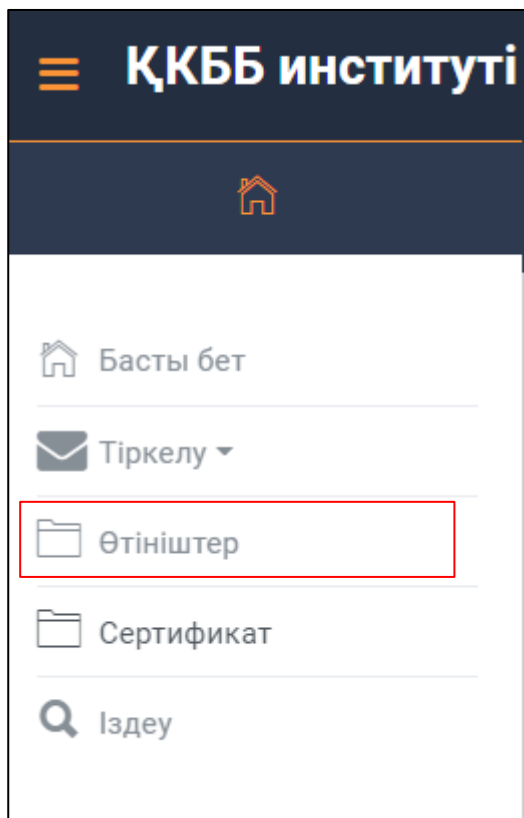 ҚКББ институті
Басты бет
Тіркелу
Өтініштер
Сертификат
Іздеу